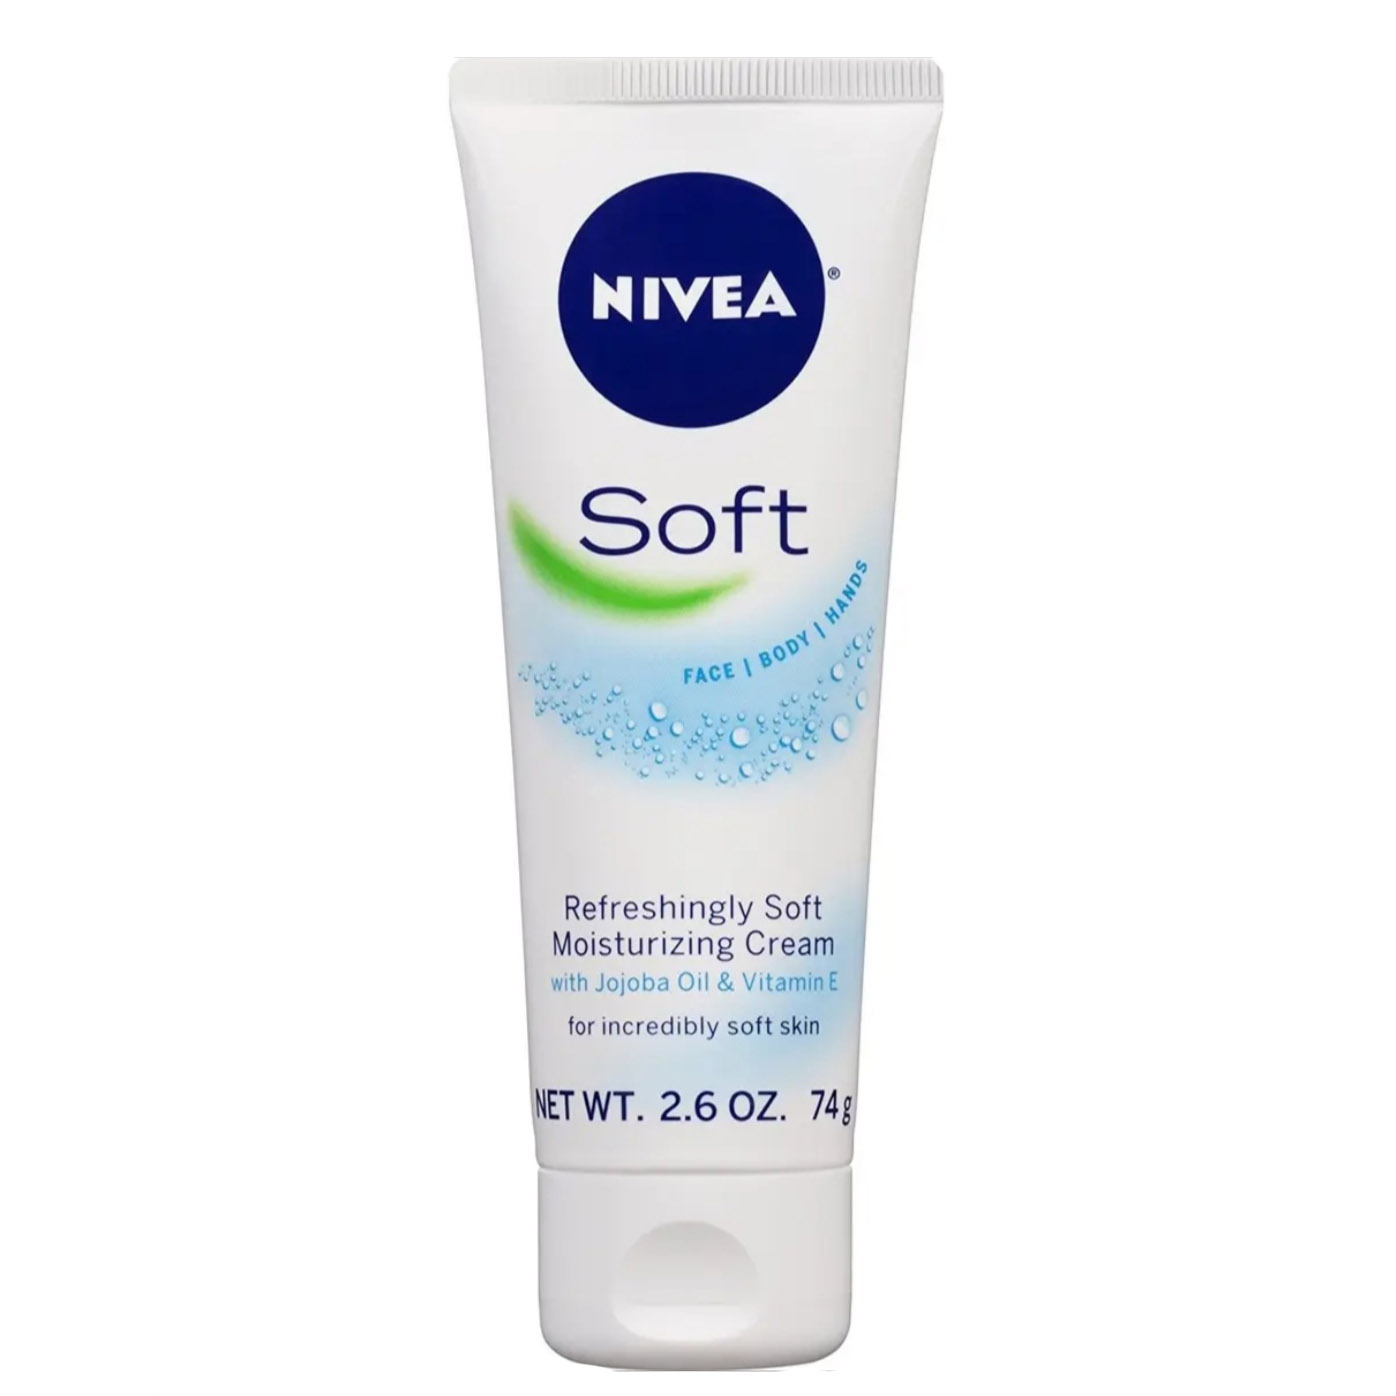 NIVEA®
Soft
FACE | BODY | HANDS
Refreshingly Soft
Moisturizing Cream
with Jojoba Oil & Vitamin E
for incredibly soft skin
NET WT. 2.6 OZ. 74 g